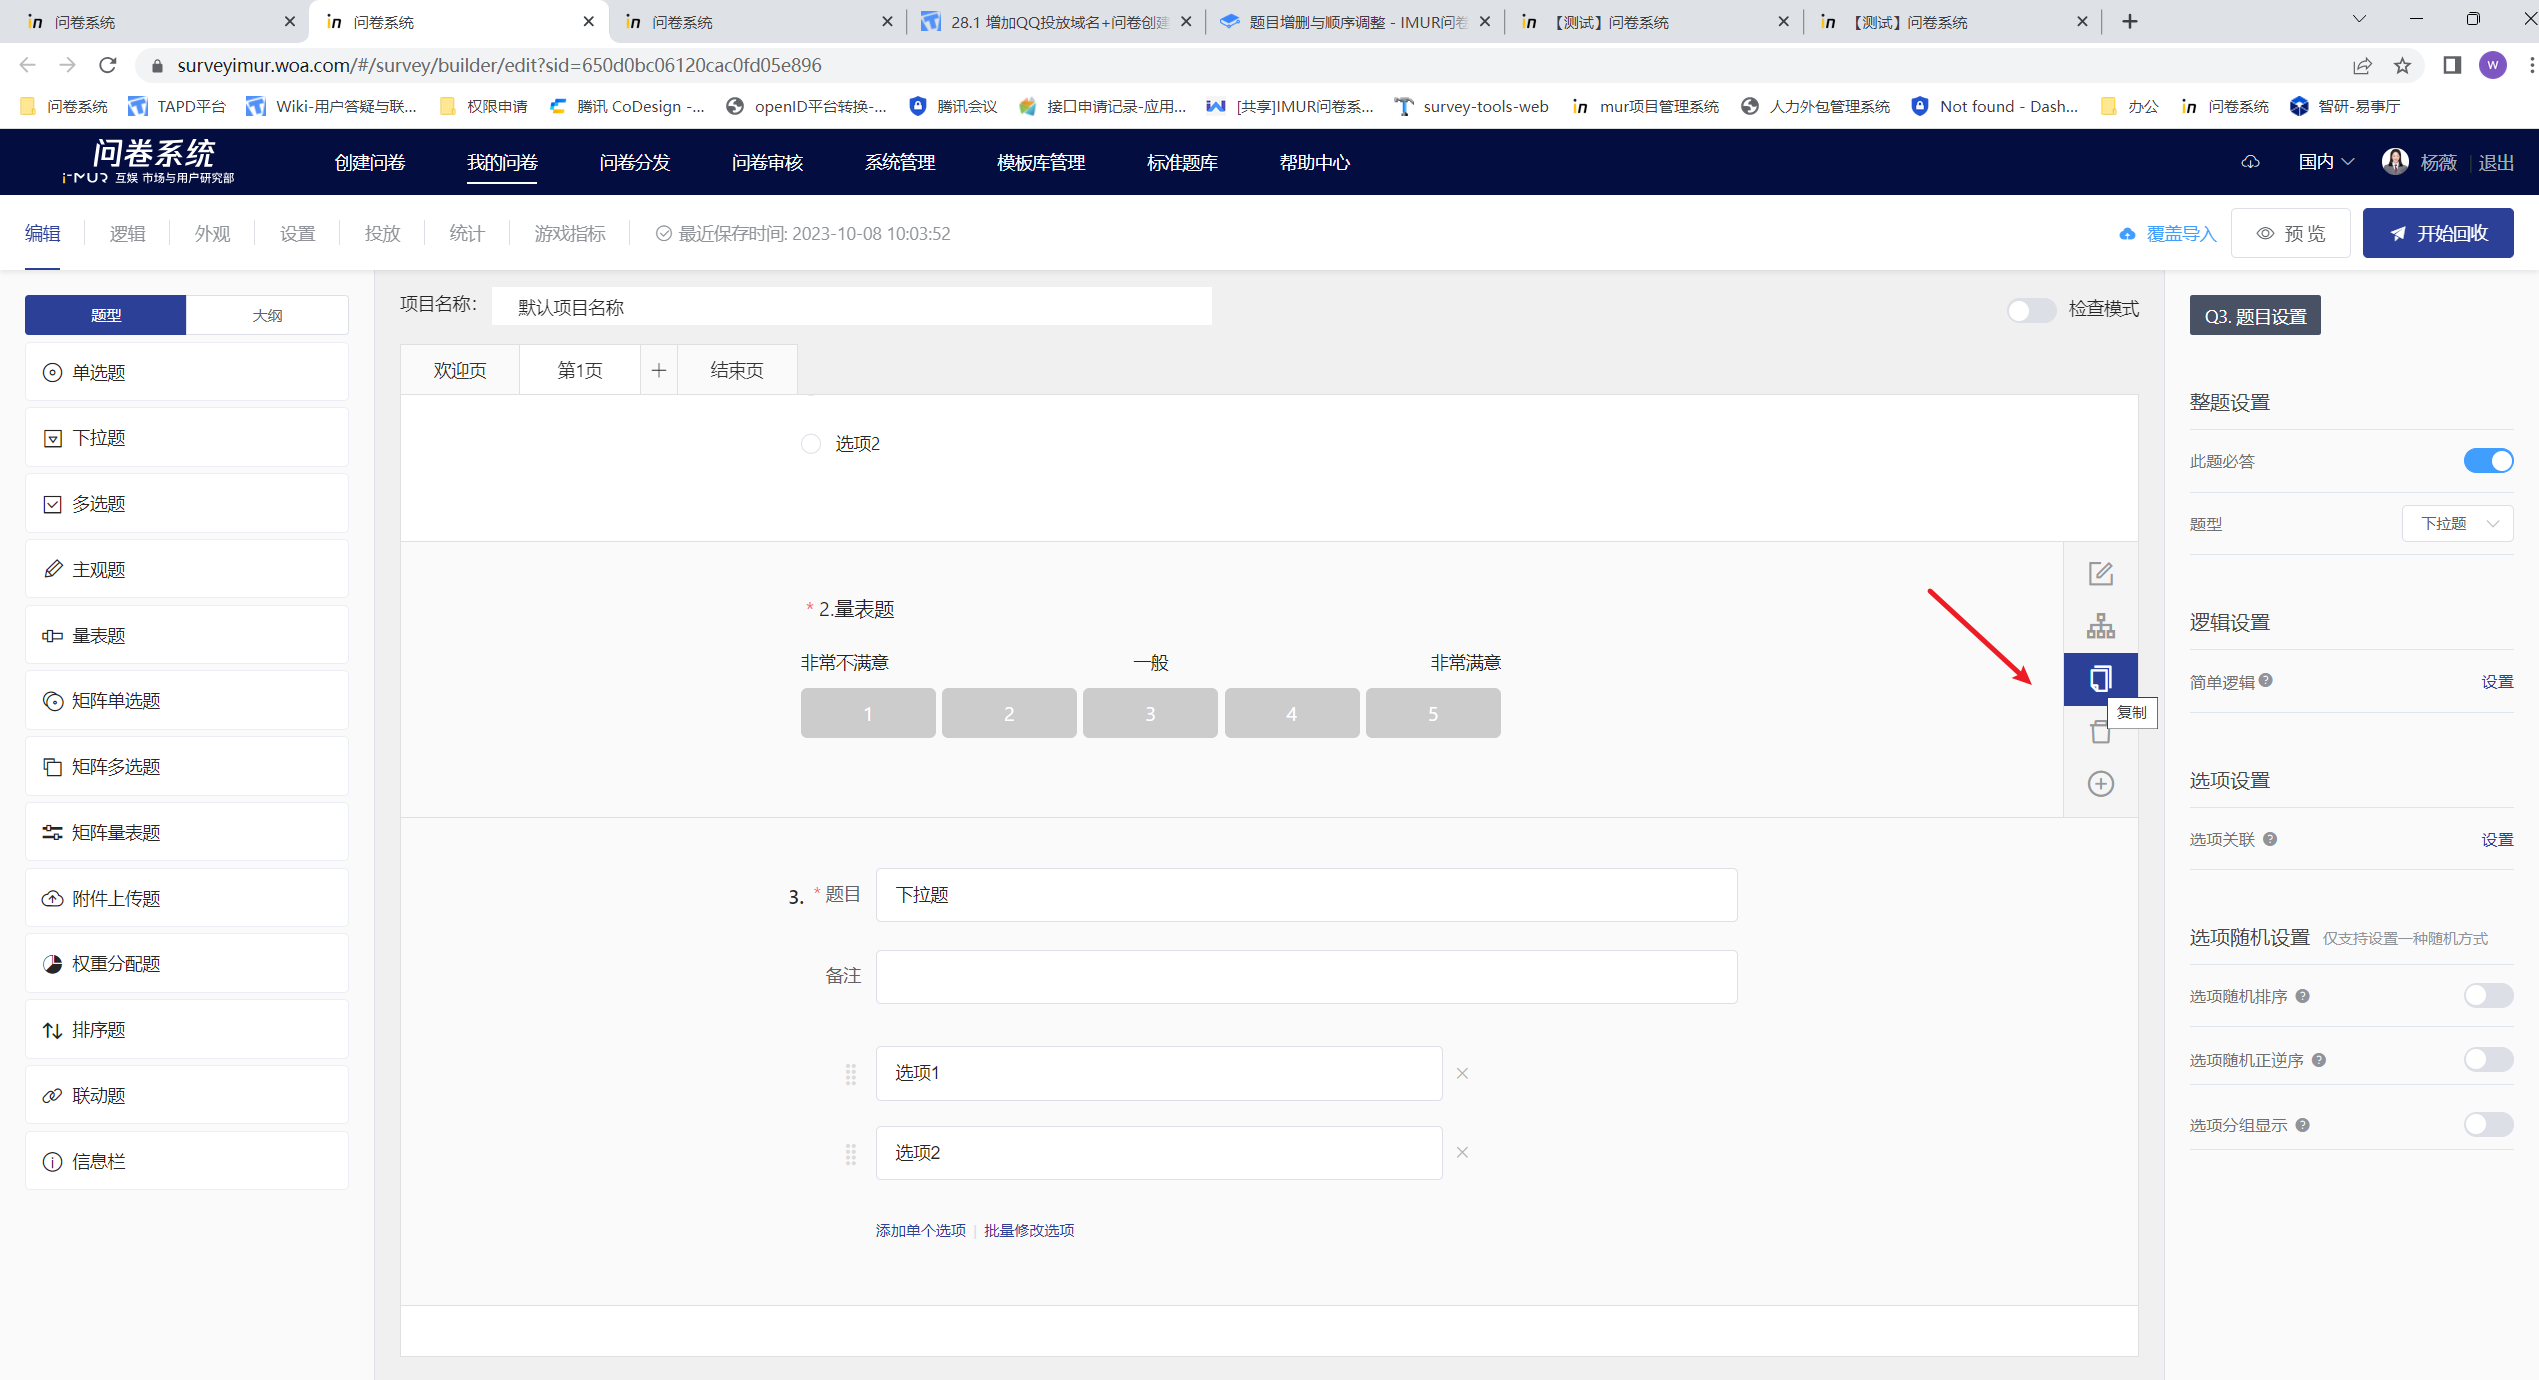 问卷系统
问卷系统
问卷系统
28.1 增加QQ投放域名+问卷创建
题目增删与顺序调整 - IMUR问卷
【测试】问卷系统
【测试】问卷系统
surveyimur.woa.com/#/survey/builder/edit?sid=650d0bc06120cac0fd05e896
W
问卷系统
TAPD平台
Wiki-用户答疑与联...
权限申请
腾讯 CoDesign -...
openID平台转换-...
腾讯会议
接口申请记录-应用...
[共享]IMUR问卷系...
survey-tools-web
mur项目管理系统
人力外包管理系统
Not found - Dash...
办公
问卷系统
智研-易事厅
问卷系统
i-MUR 互娱 市场与用户研究部
创建问卷
我的问卷
问卷分发
问卷审核
系统管理
模板库管理
标准题库
帮助中心
国内
杨薇 | 退出
编辑
逻辑
外观
设置
投放
统计
游戏指标
最近保存时间: 2023-10-08 10:03:52
覆盖导入
预 览
开始回收
题型
大纲
单选题
下拉题
多选题
主观题
量表题
矩阵单选题
矩阵多选题
矩阵量表题
附件上传题
权重分配题
排序题
联动题
信息栏
项目名称:
默认项目名称
检查模式
欢迎页
第1页
+
结束页
选项2
* 2.量表题
非常不满意
一般
非常满意
1
2
3
4
5
复制
3. * 题目
下拉题
备注
选项1
选项2
添加单个选项 | 批量修改选项
Q3. 题目设置
整题设置
此题必答
题型
下拉题
逻辑设置
简单逻辑
设置
选项设置
选项关联
设置
选项随机设置 仅支持设置一种随机方式
选项随机排序
选项随机正逆序
选项分组显示